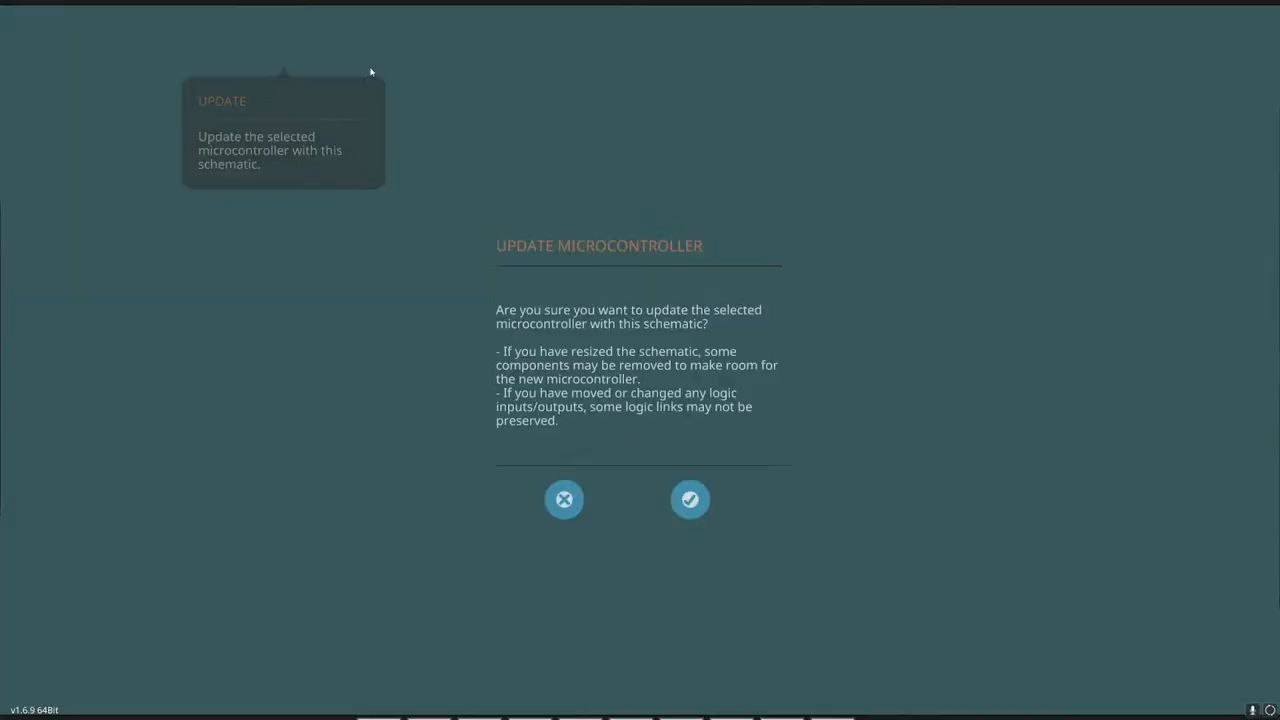 UPDATE
Update the selected
microcontroller with this
schematic.
UPDATE MICROCONTROLLER
Are you sure you want to update the selected
microcontroller with this schematic?
- If you have resized the schematic, some
components may be removed to make room for
the new microcontroller.
- If you have moved or changed any logic
inputs/outputs, some logic links may not be
preserved.
v1.6.9 64Bit